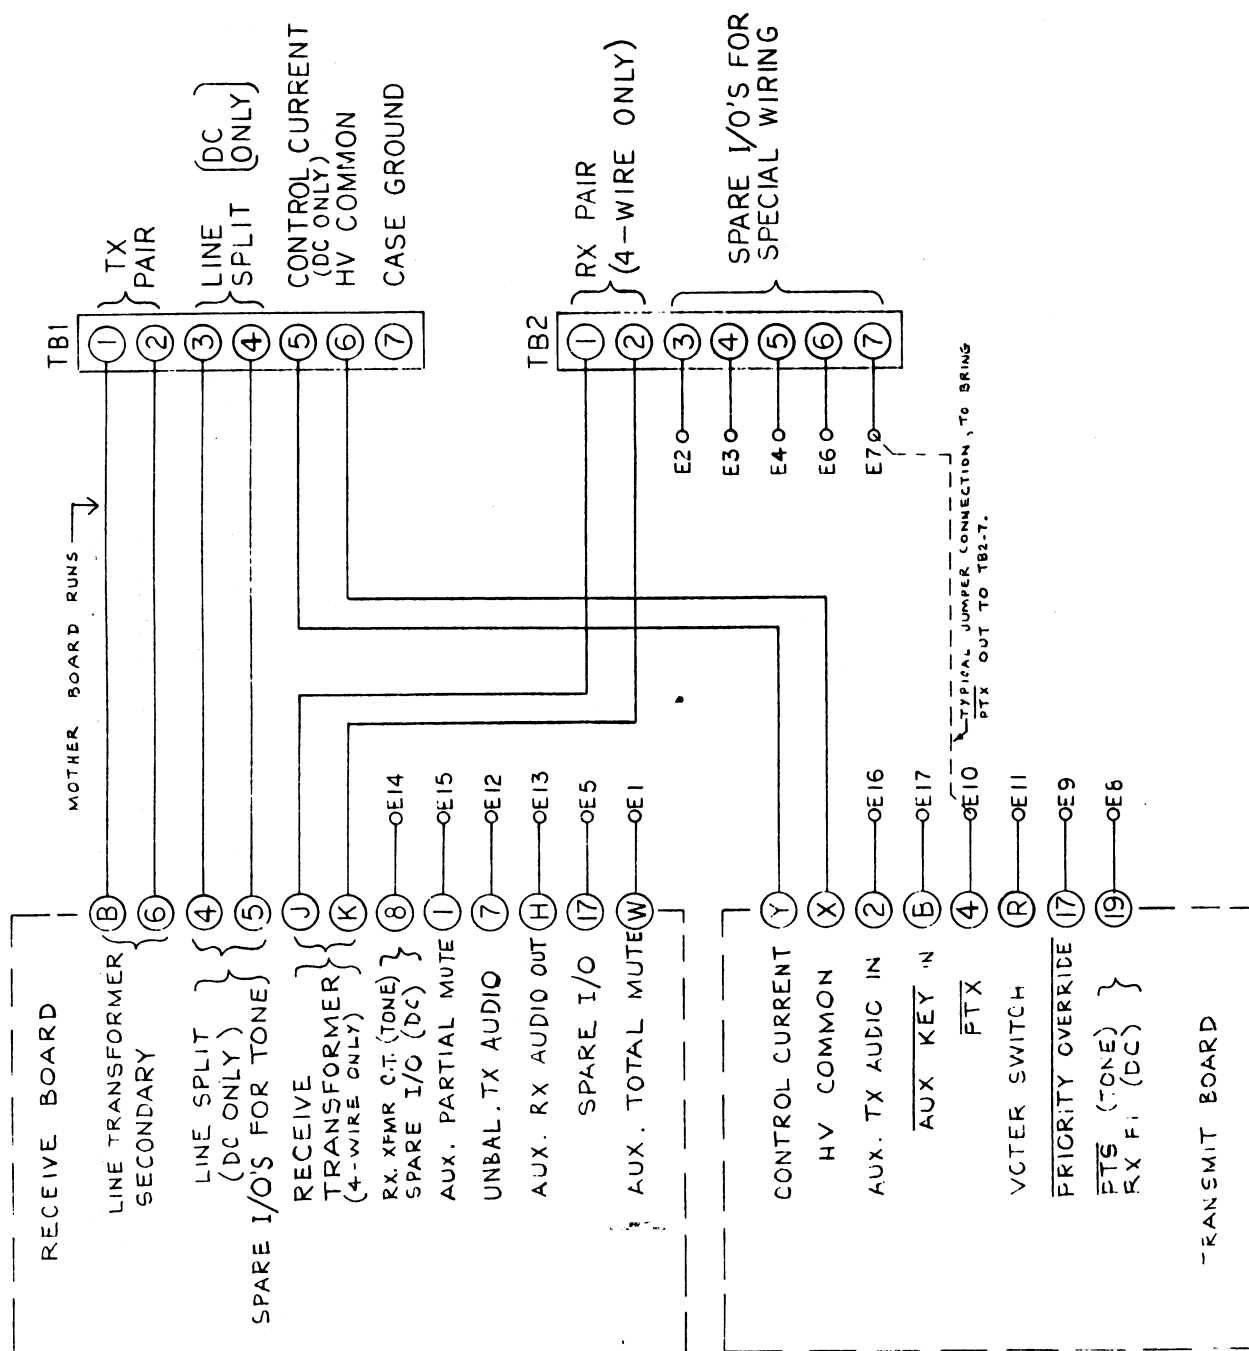 RECEIVE BOARD
LINE TRANSFORMER
SECONDARY
B
6
LINE SPLIT
(DC ONLY)
SPARE I/O'S FOR TONE
4
5
RECEIVE
TRANSFORMER
(4-WIRE ONLY)
J
K
RX. XFMR C.T. (TONE)
SPARE I/O (DC)
8
E14
AUX. PARTIAL MUTE
1
E15
UNBAL. TX AUDIO
7
E12
AUX. RX AUDIO OUT
H
E13
SPARE I/O
17
E5
AUX. TOTAL MUTE
W
E1
MOTHER BOARD RUNS
TB1
1
2
3
4
5
6
7
TX
PAIR
LINE
SPLIT
(DC
ONLY)
CONTROL CURRENT
(DC ONLY)
HV COMMON
CASE GROUND
TB2
1
2
3
4
5
6
7
RX PAIR
(4-WIRE ONLY)
SPARE I/O'S FOR
SPECIAL WIRING
E2
E3
E4
E6
E7
TYPICAL JUMPER CONNECTION, TO BRING
PTX OUT TO TB2-7.
CONTROL CURRENT
Y
HV COMMON
X
AUX. TX AUDIO IN
2
E16
AUX KEY IN
B
E17
PTX
4
E10
VOTER SWITCH
R
E11
PRIORITY OVERRIDE
17
E9
PTS (TONE)
RX F1 (DC)
19
E8
TRANSMIT BOARD